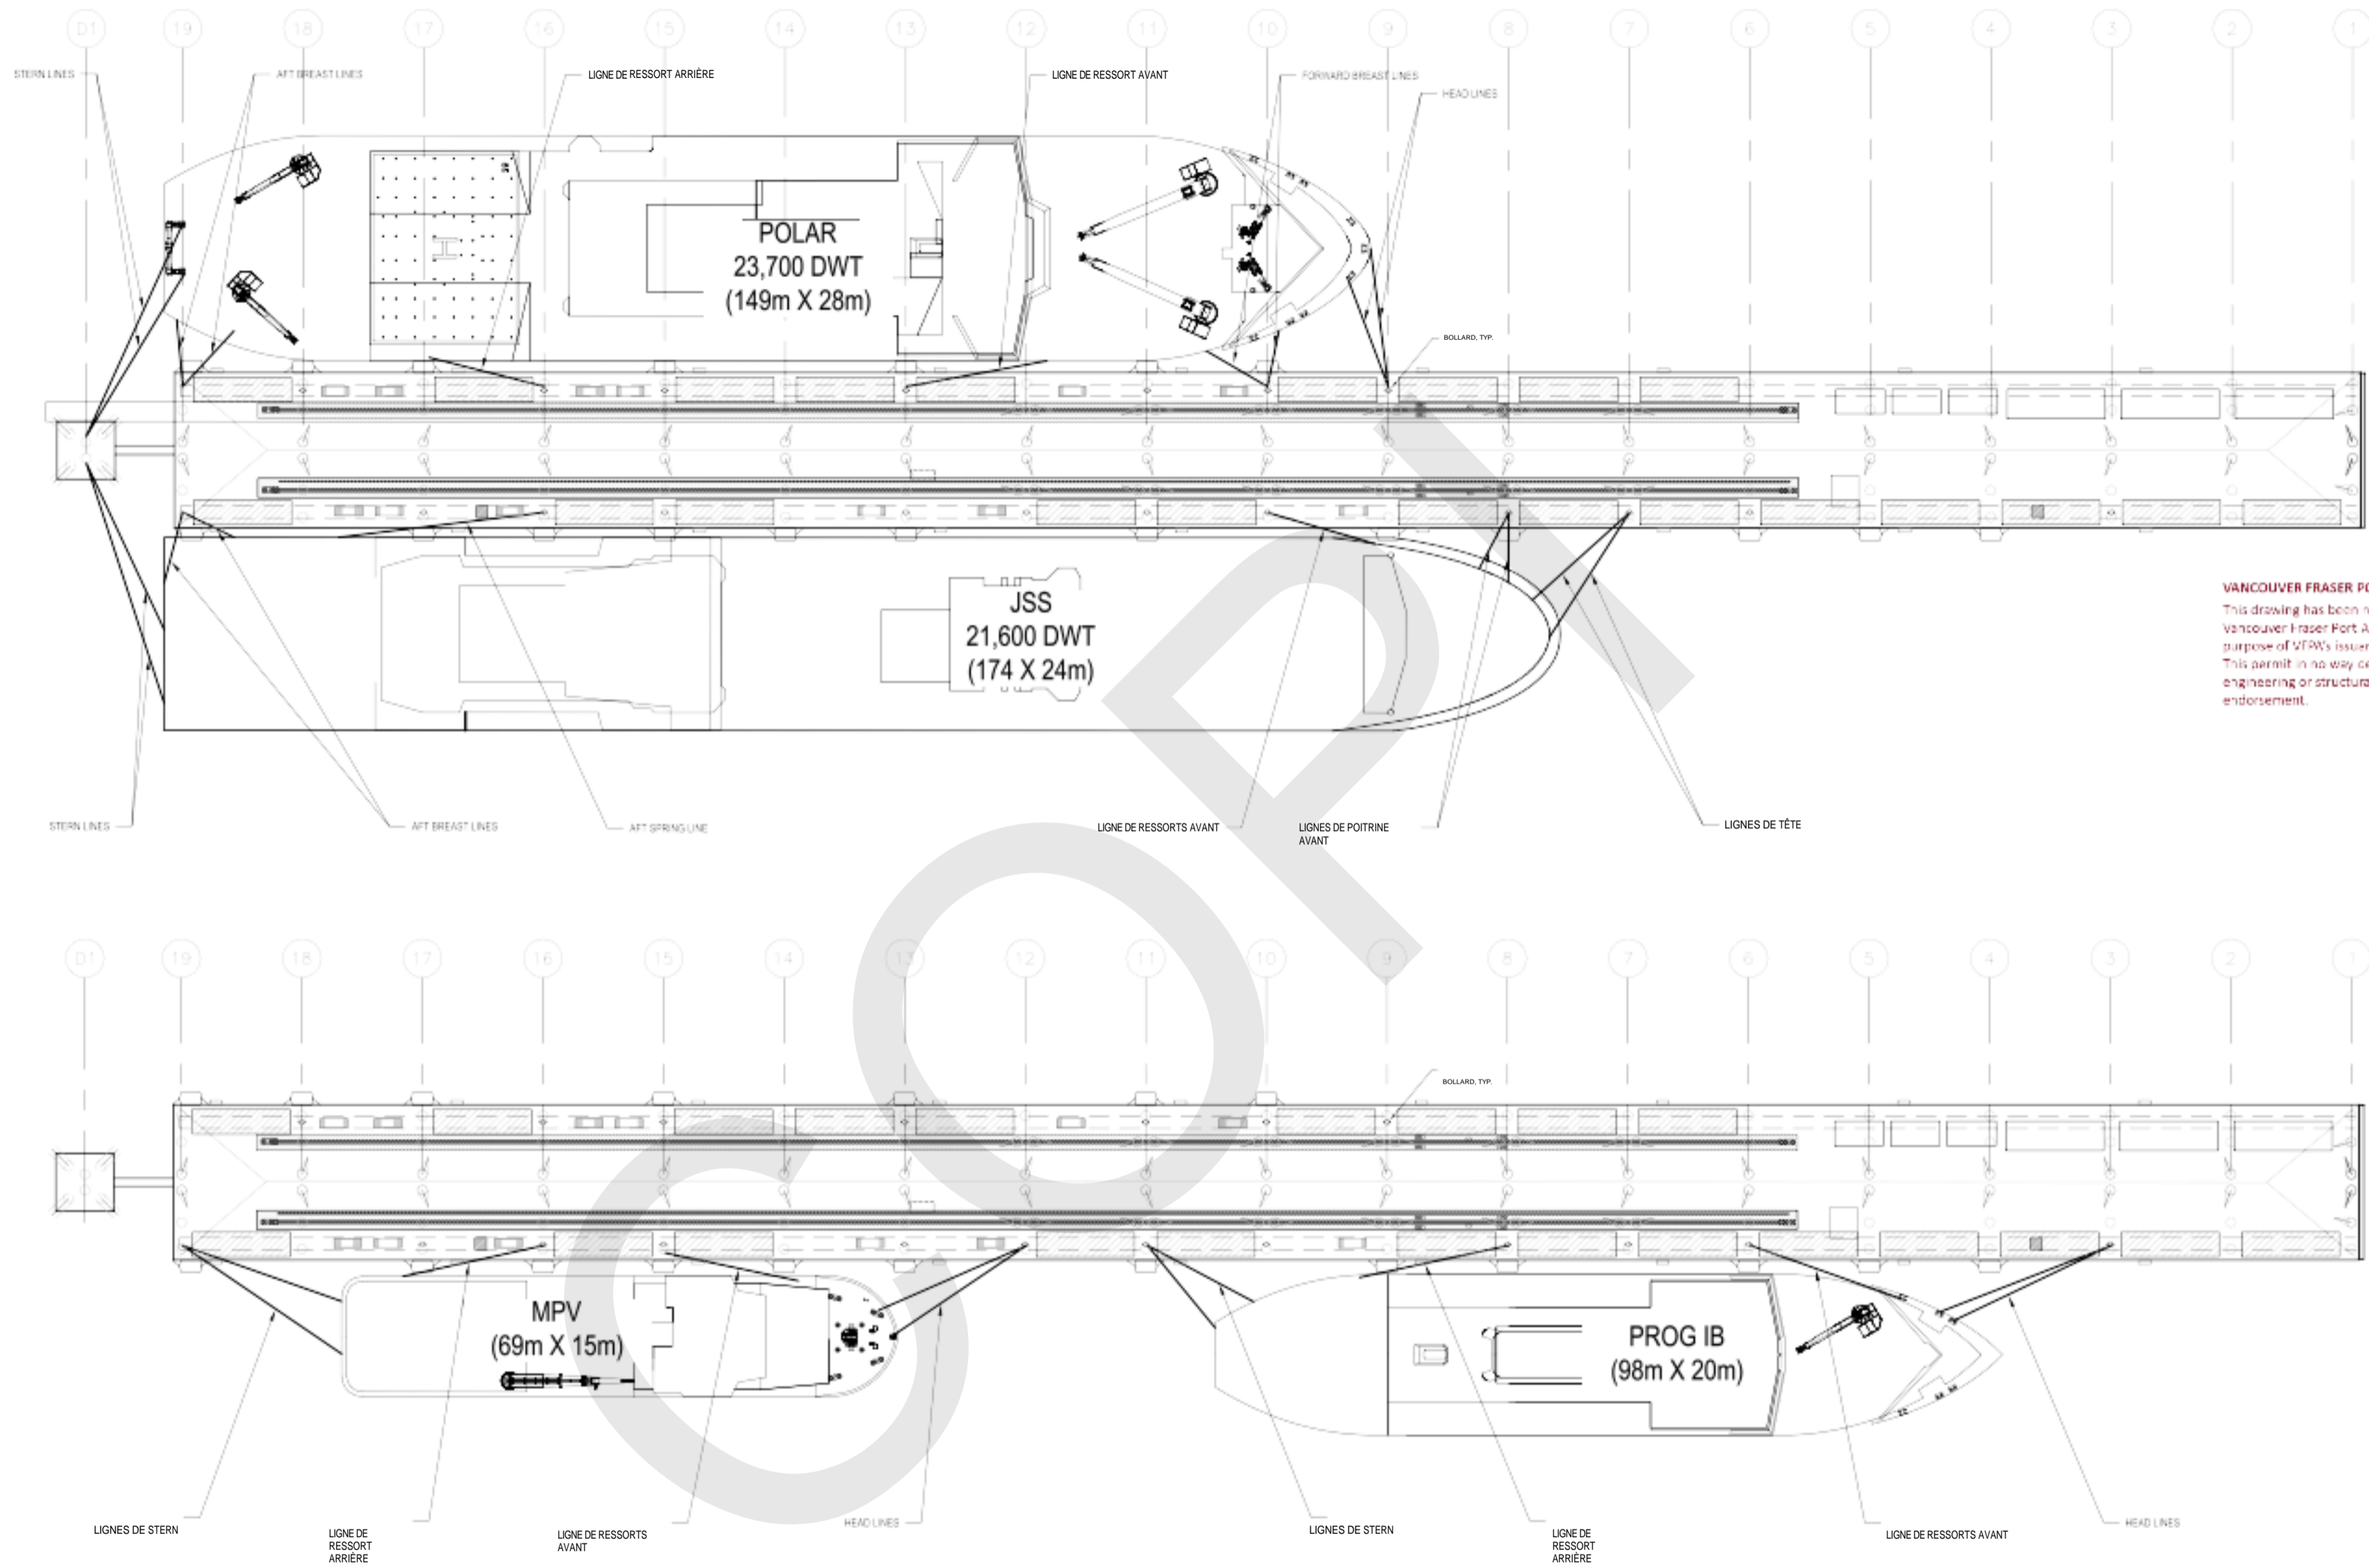 D1 19 18 17 16 15 14 13 12 11 10 9 8 7 6 5 4 3 2 1
STERN LINES
AFT BREAST LINES
LIGNE DE RESSORT ARRIÈRE
LIGNE DE RESSORT AVANT
FORWARD BREAST LINES
HEAD LINES
H
POLAR
23,700 DWT
(149m X 28m)
BOLLARD, TYP.
JSS
21,600 DWT
(174 X 24m)
VANCOUVER FRASER
This drawing has been
Vancouver Fraser Port
purpose of VFPA's
This permit in no way
engineering or
endorsement.
STERN LINES
AFT BREAST LINES
AFT SPRING LINE
LIGNE DE RESSORTS AVANT
LIGNES DE POITRINE
AVANT
LIGNES DE TÊTE
COPI
D1 19 18 17 16 15 14 13 12 11 10 9 8 7 6 5 4 3 2 1
BOLLARD, TYP.
MPV
(69m X 15m)
PROG IB
(98m X 20m)
LIGNES DE STERN
LIGNE DE
RESSORT
ARRIÈRE
LIGNE DE RESSORTS
AVANT
HEAD LINES
LIGNES DE STERN
LIGNE DE
RESSORT
ARRIÈRE
LIGNE DE RESSORTS AVANT
HEAD LINES